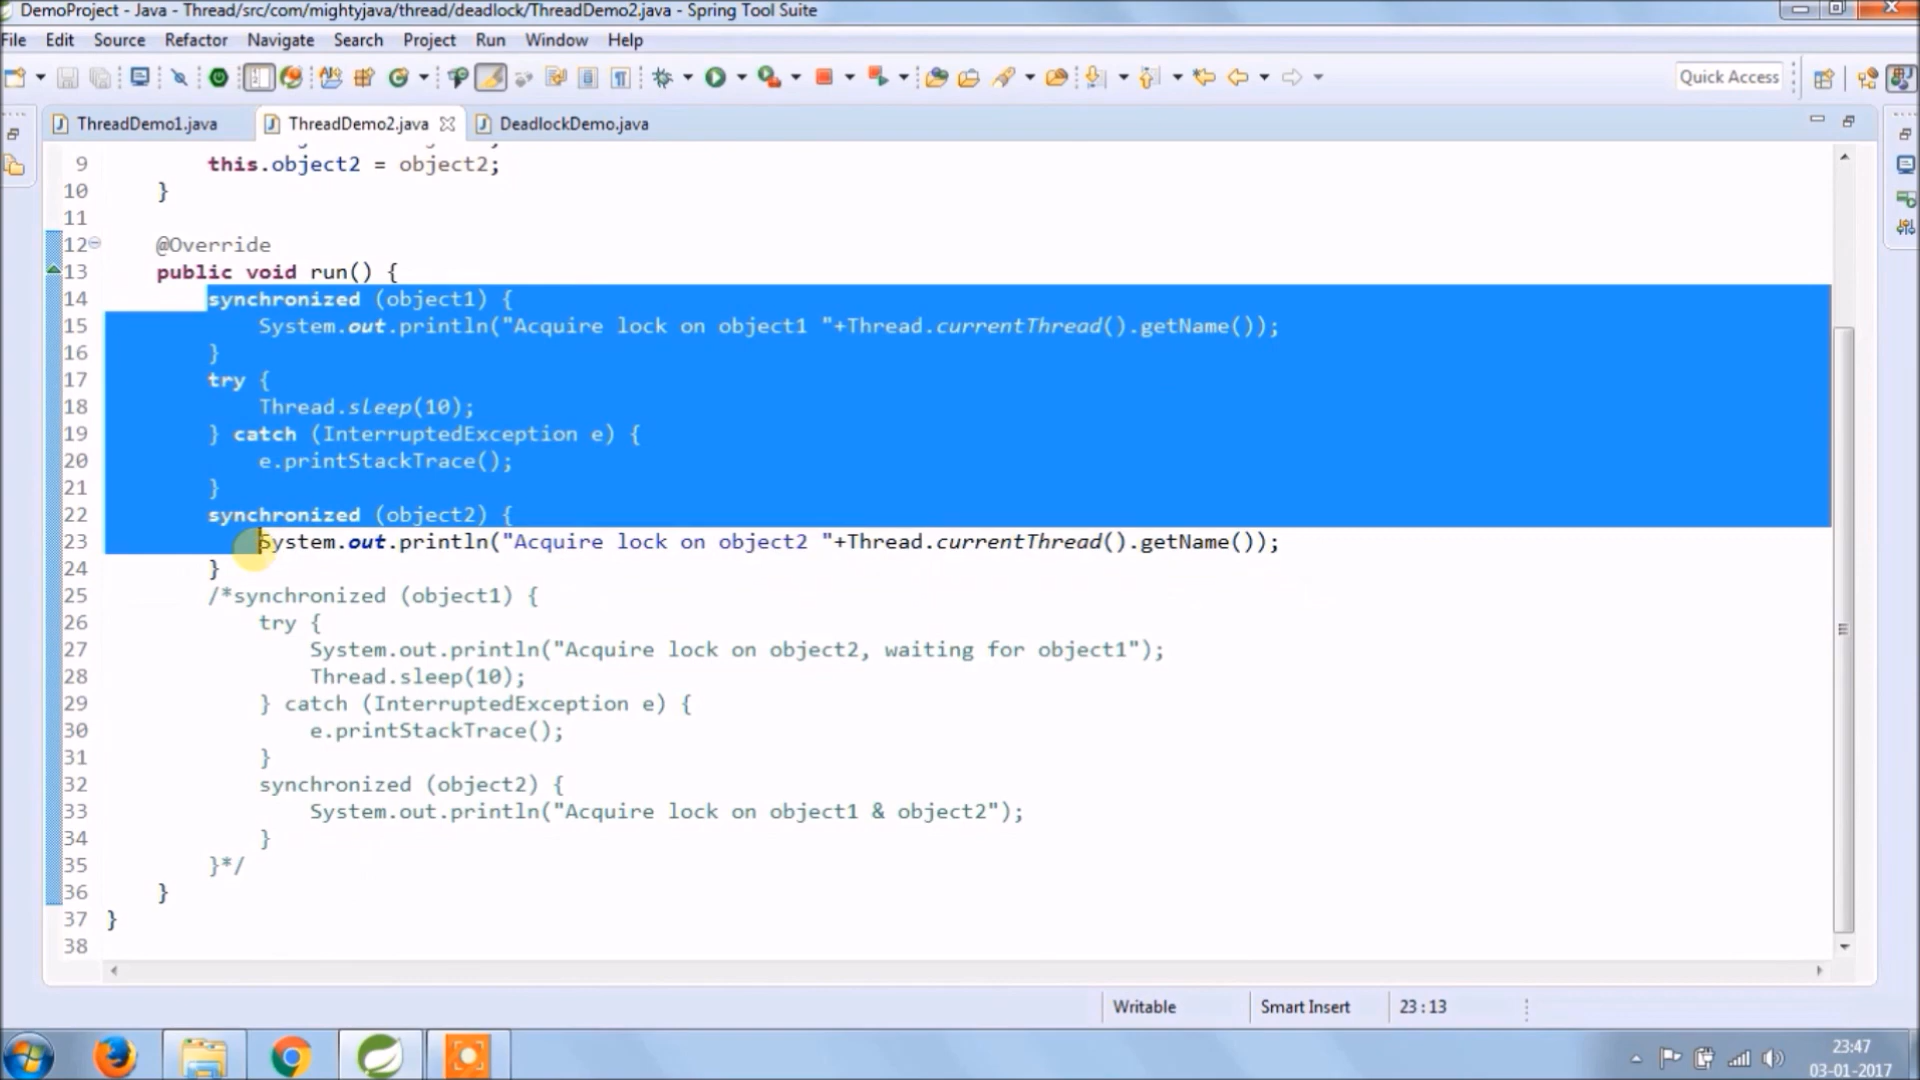 DemoProject - Java - Thread/src/com/mightyjava/thread/deadlock/ThreadDemo2.java - Spring Tool Suite
File Edit Source Refactor Navigate Search Project Run Window Help
Quick Access
ThreadDemo1.java ThreadDemo2.java DeadlockDemo.java
9 this.object2 = object2;
10 }
11
12 @Override
13 public void run() {
14 synchronized (object1) {
15 System.out.println("Acquire lock on object1 "+Thread.currentThread().getName());
16 }
17 try {
18 Thread.sleep(10);
19 } catch (InterruptedException e) {
20 e.printStackTrace();
21 }
22 synchronized (object2) {
23 System.out.println("Acquire lock on object2 "+Thread.currentThread().getName());
24 }
25 /*synchronized (object1) {
26 try {
27 System.out.println("Acquire lock on object2, waiting for object1");
28 Thread.sleep(10);
29 } catch (InterruptedException e) {
30 e.printStackTrace();
31 }
32 synchronized (object2) {
33 System.out.println("Acquire lock on object1 & object2");
34 }
35 }*/
36 }
37 }
38
Writable Smart Insert 23 : 13
23:47
03-01-2017